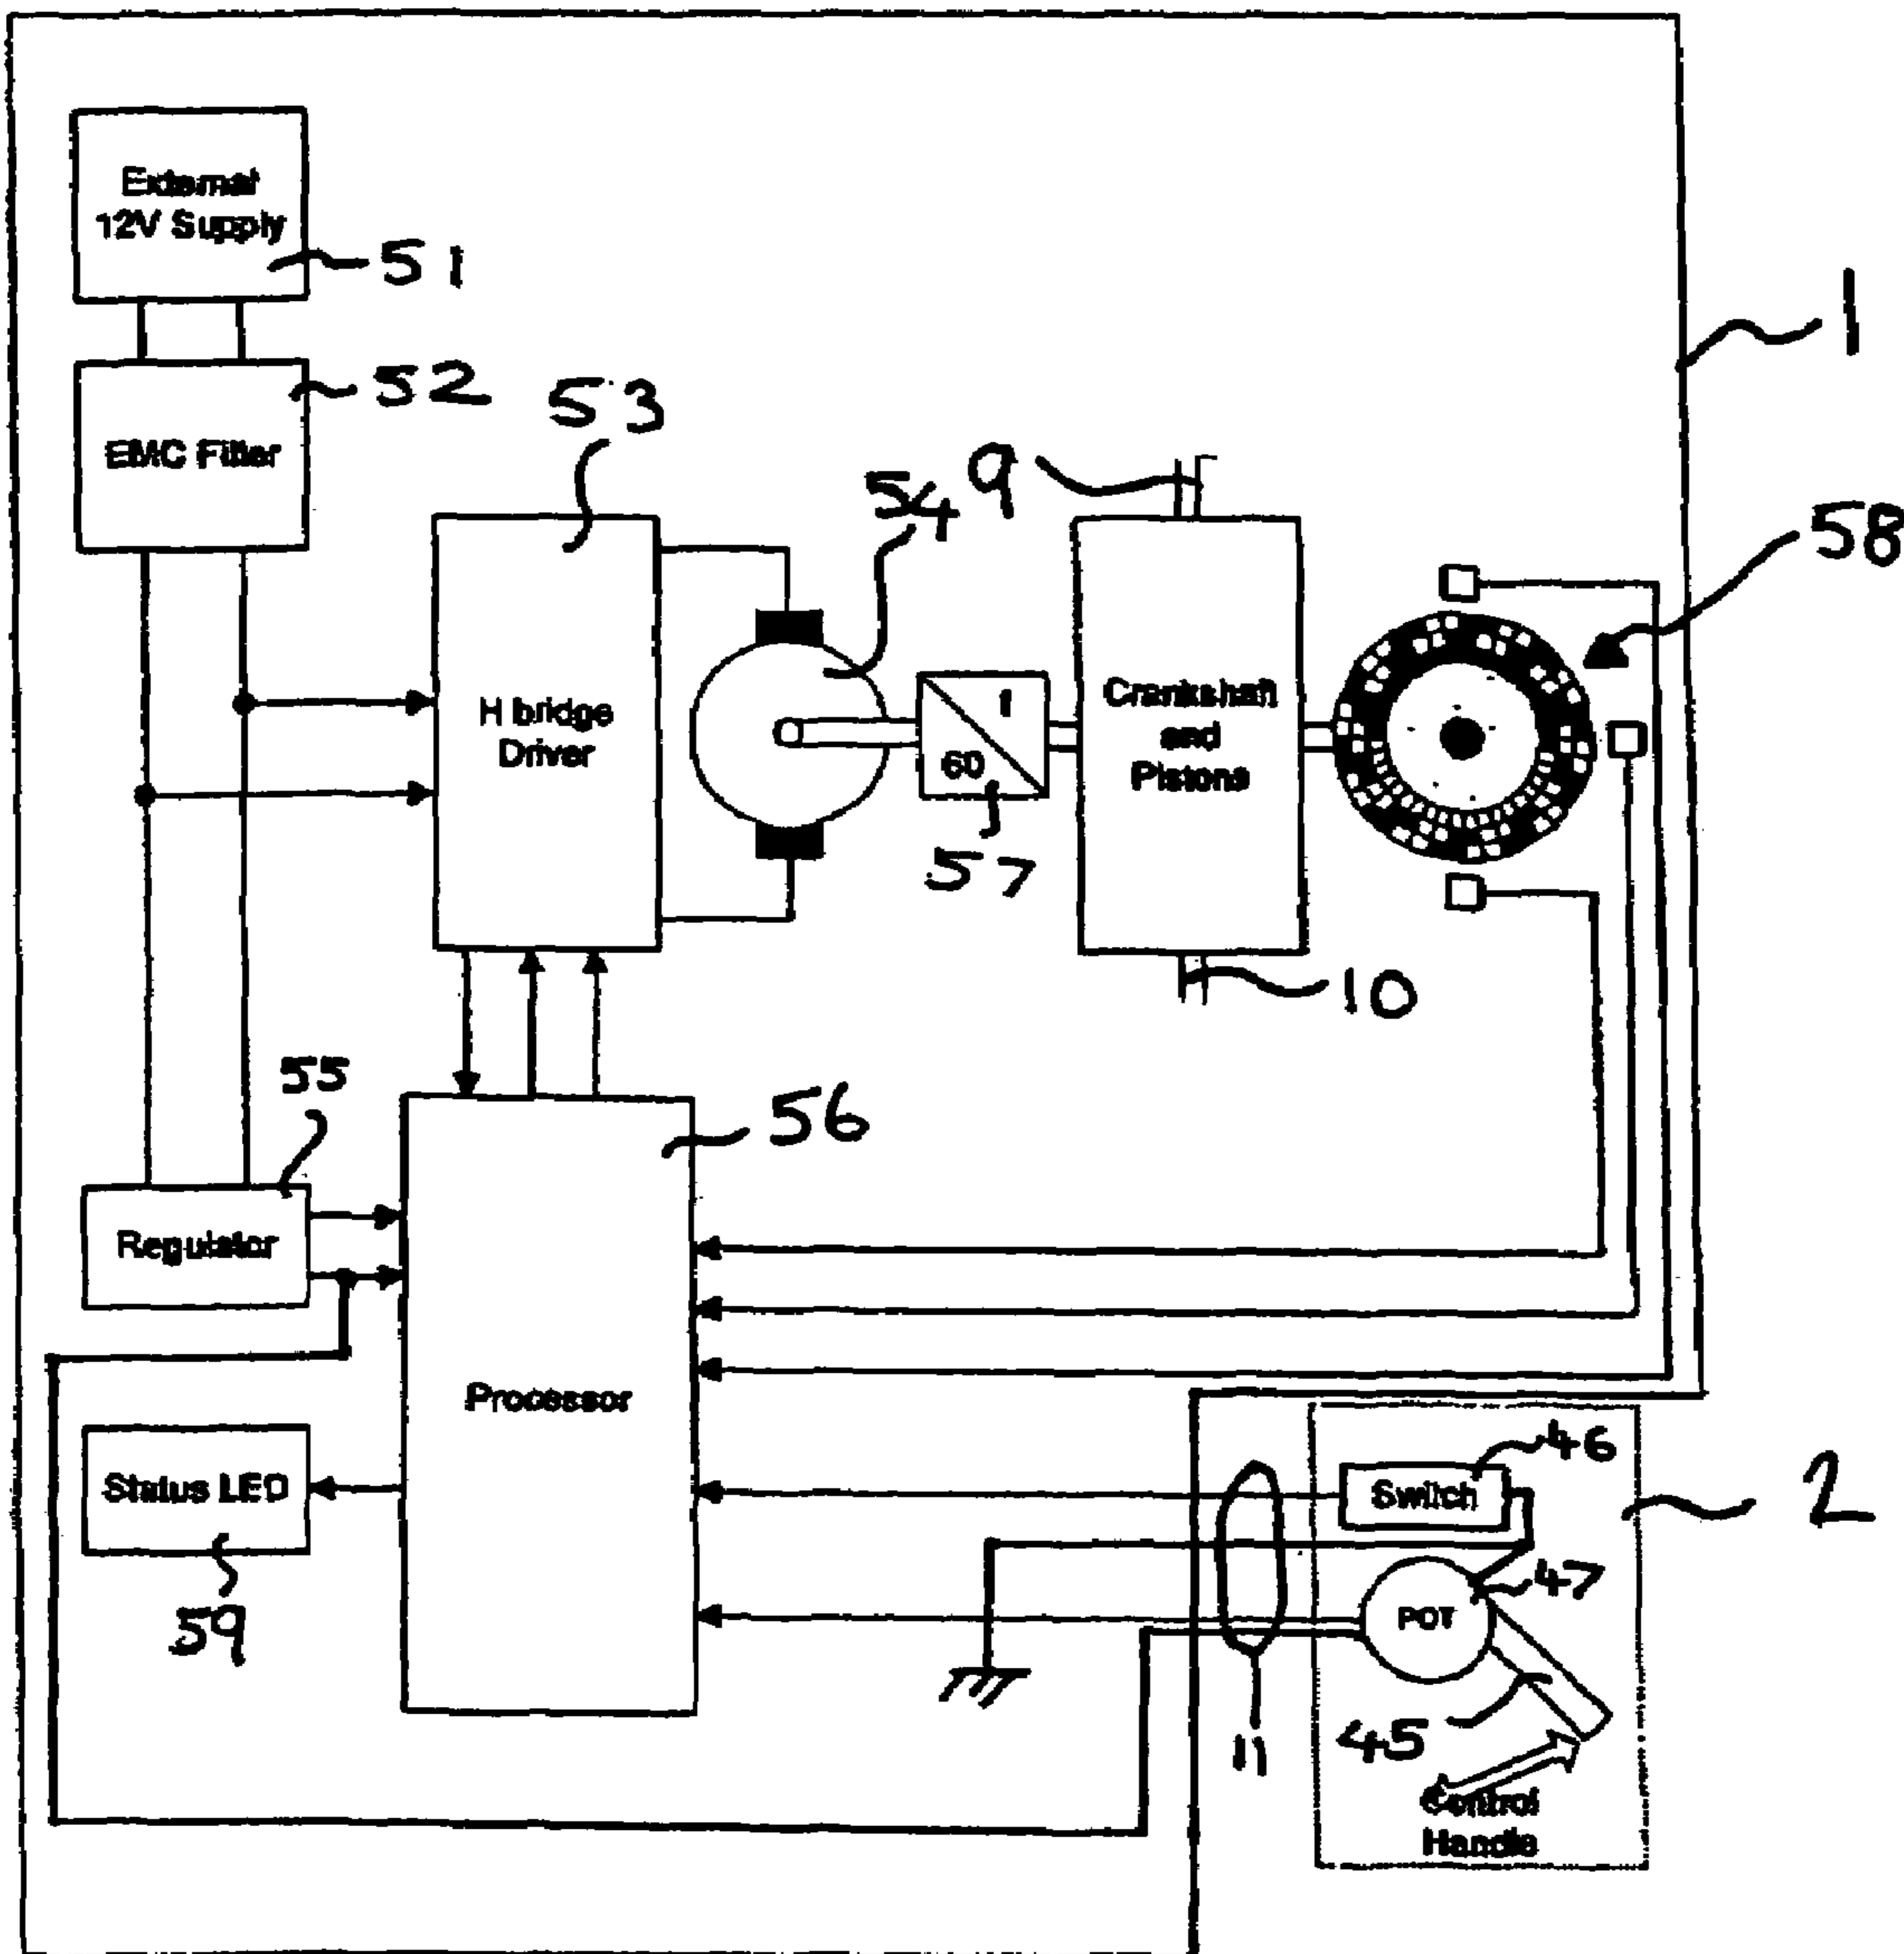 External
12V Supply
51
1
EMC Filter
52
53
54
9
58
H bridge
Driver
1
60
57
Crankshaft
and
Pistons
10
55
56
Regulator
Processor
Status LED
59
46
Switch
2
47
POT
45
11
Control
Handle